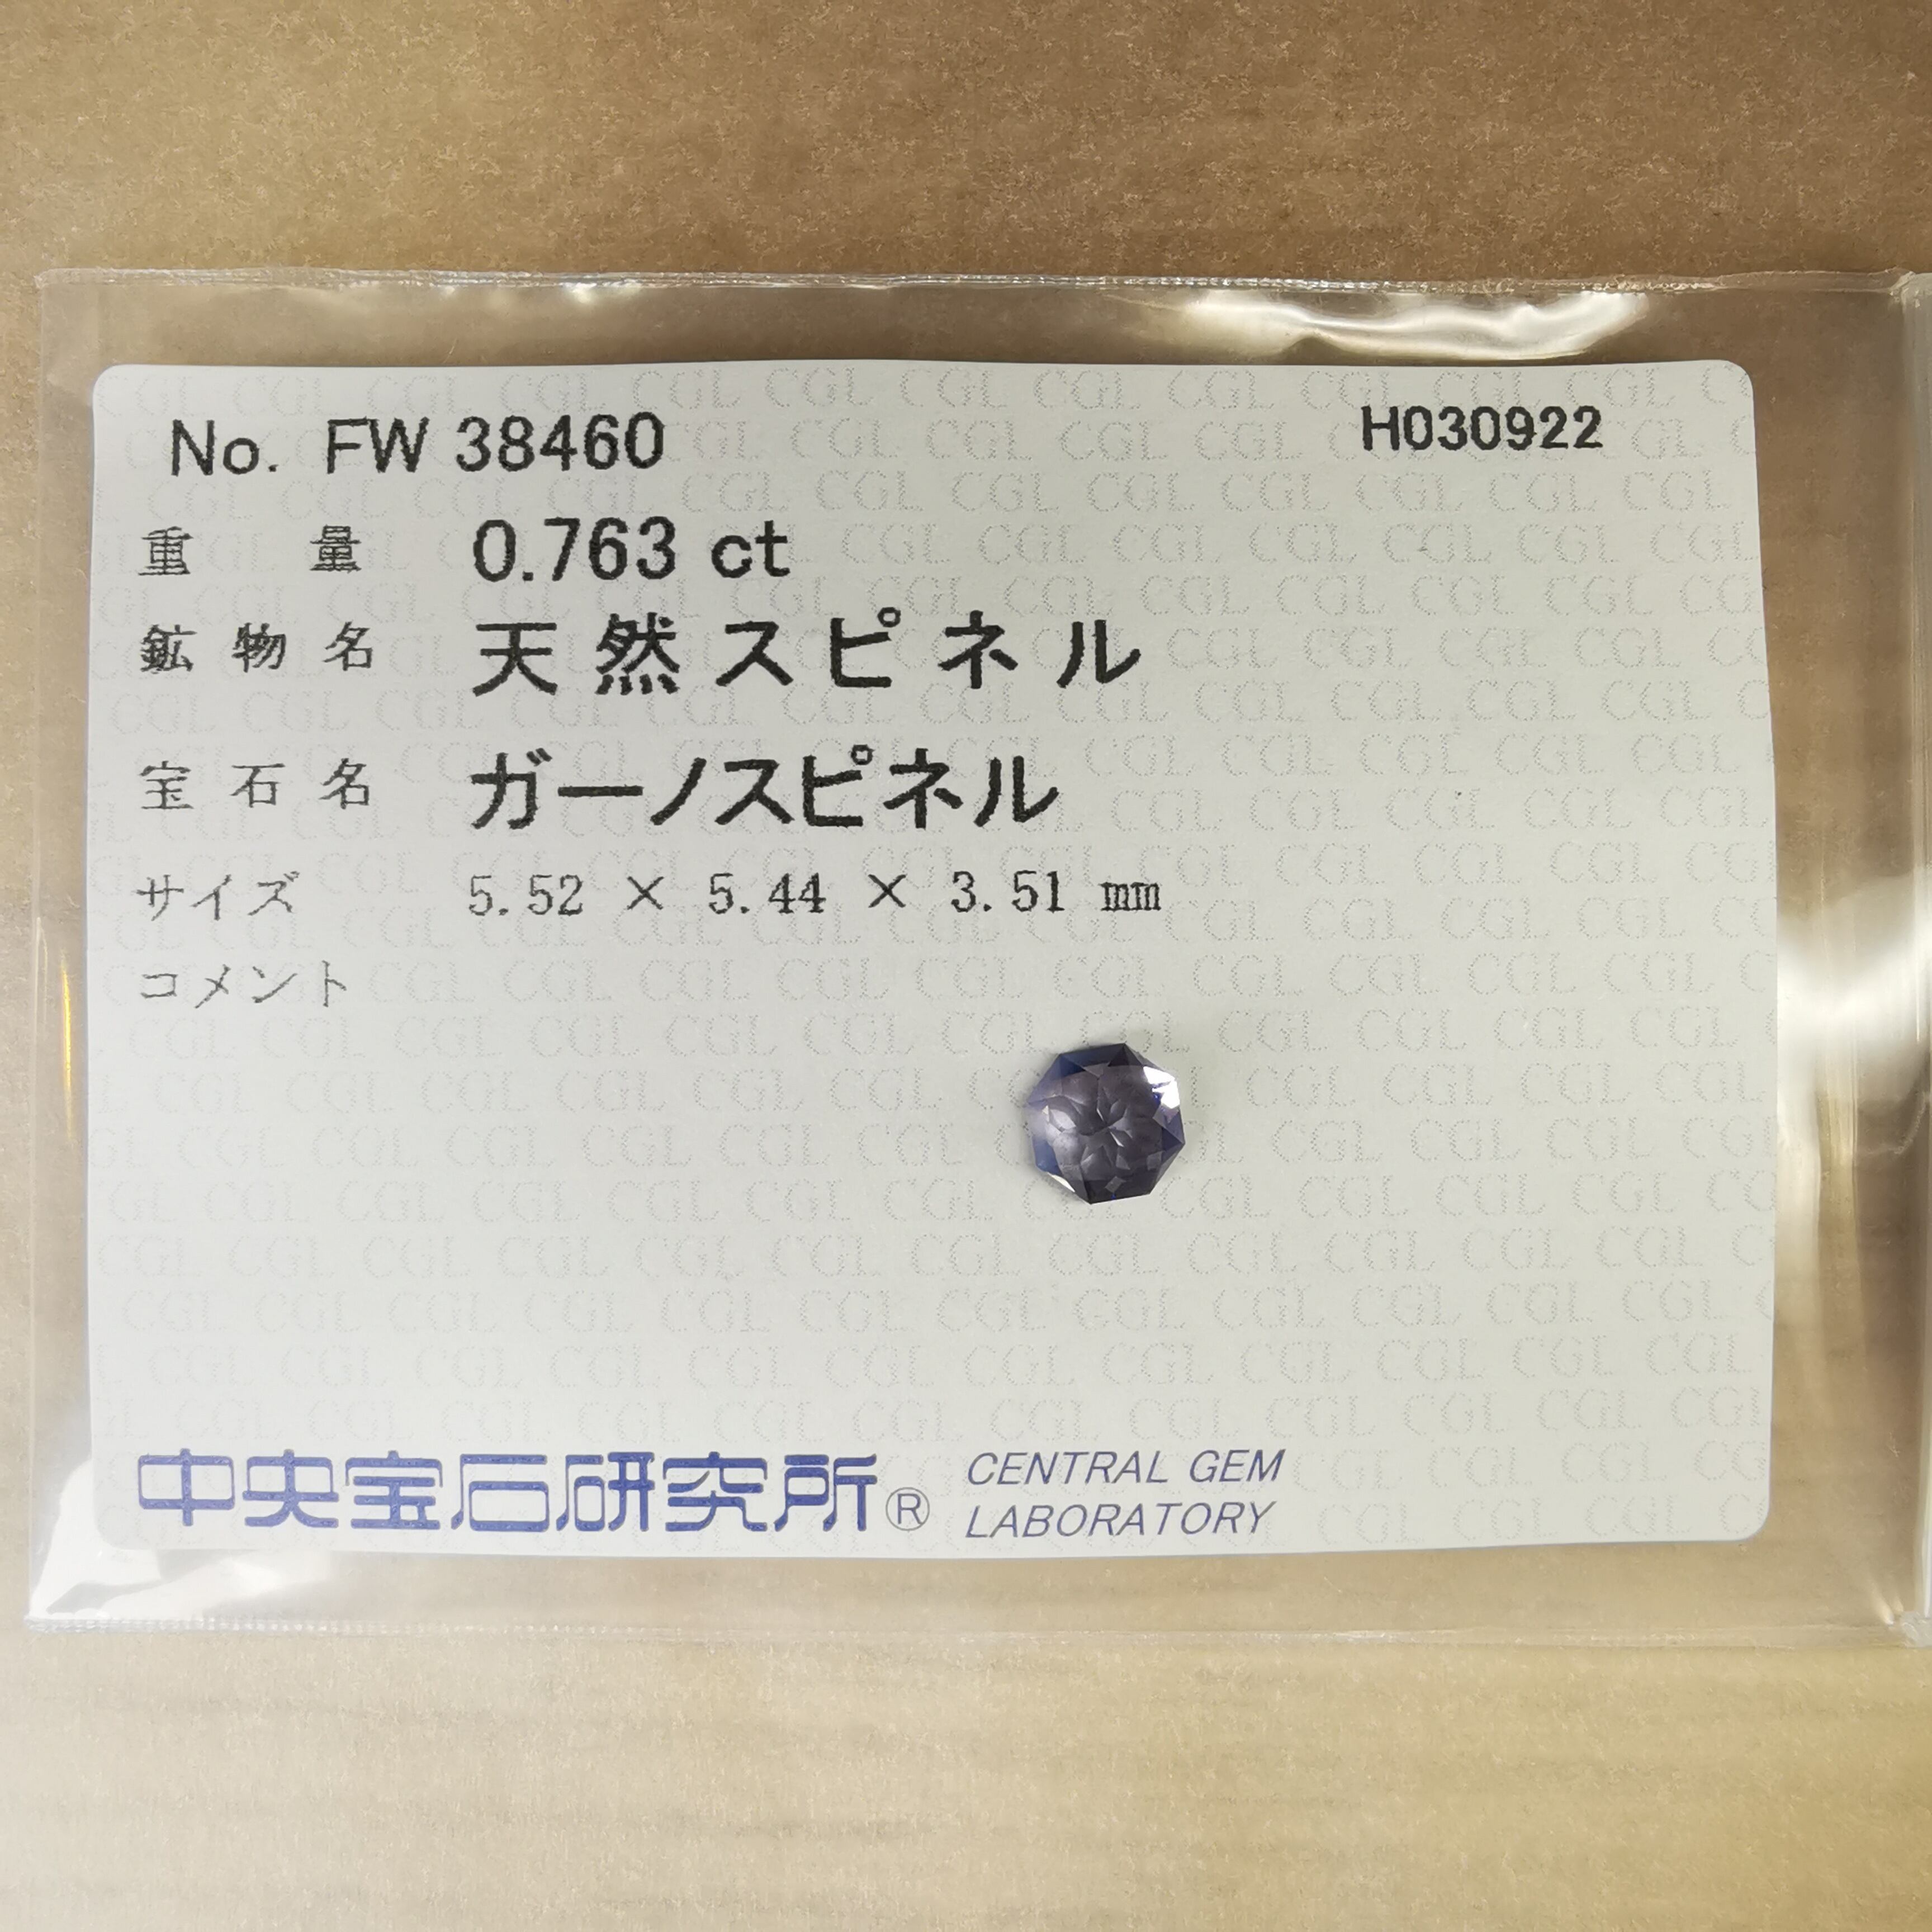 No. FW 38460 H030922
重量 0.763 ct
鉱物名 天然スピネル
宝石名 ガーノスピネル
サイズ 5.52 × 5.44 × 3.51 mm
コメント
中央宝石研究所® CENTRAL GEM
LABORATORY